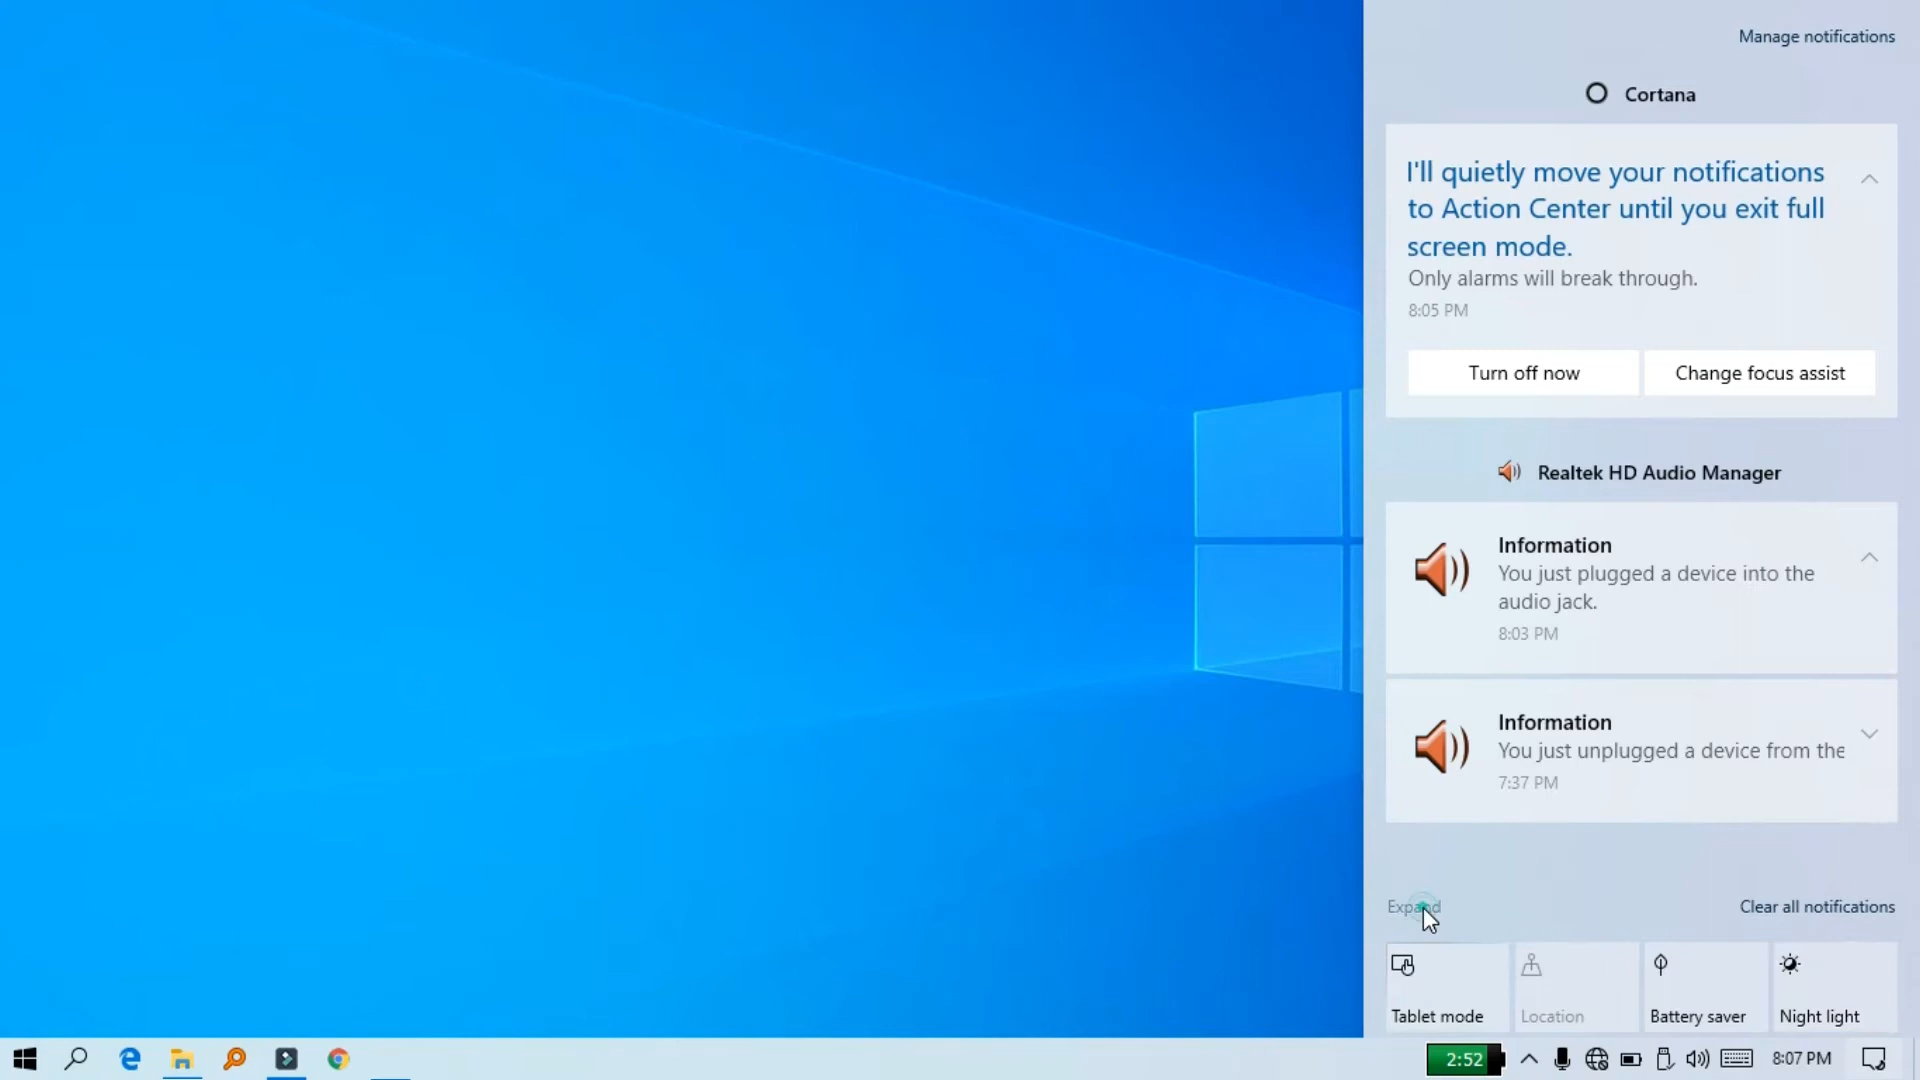 Manage notifications
Cortana
I'll quietly move your notifications
to Action Center until you exit full
screen mode.
Only alarms will break through.
8:05 PM
Turn off now
Change focus assist
Realtek HD Audio Manager
Information
You just plugged a device into the
audio jack.
8:03 PM
Information
You just unplugged a device from the
7:37 PM
Expand
Clear all notifications
Tablet mode
Location
Battery saver
Night light
2:52
8:07 PM